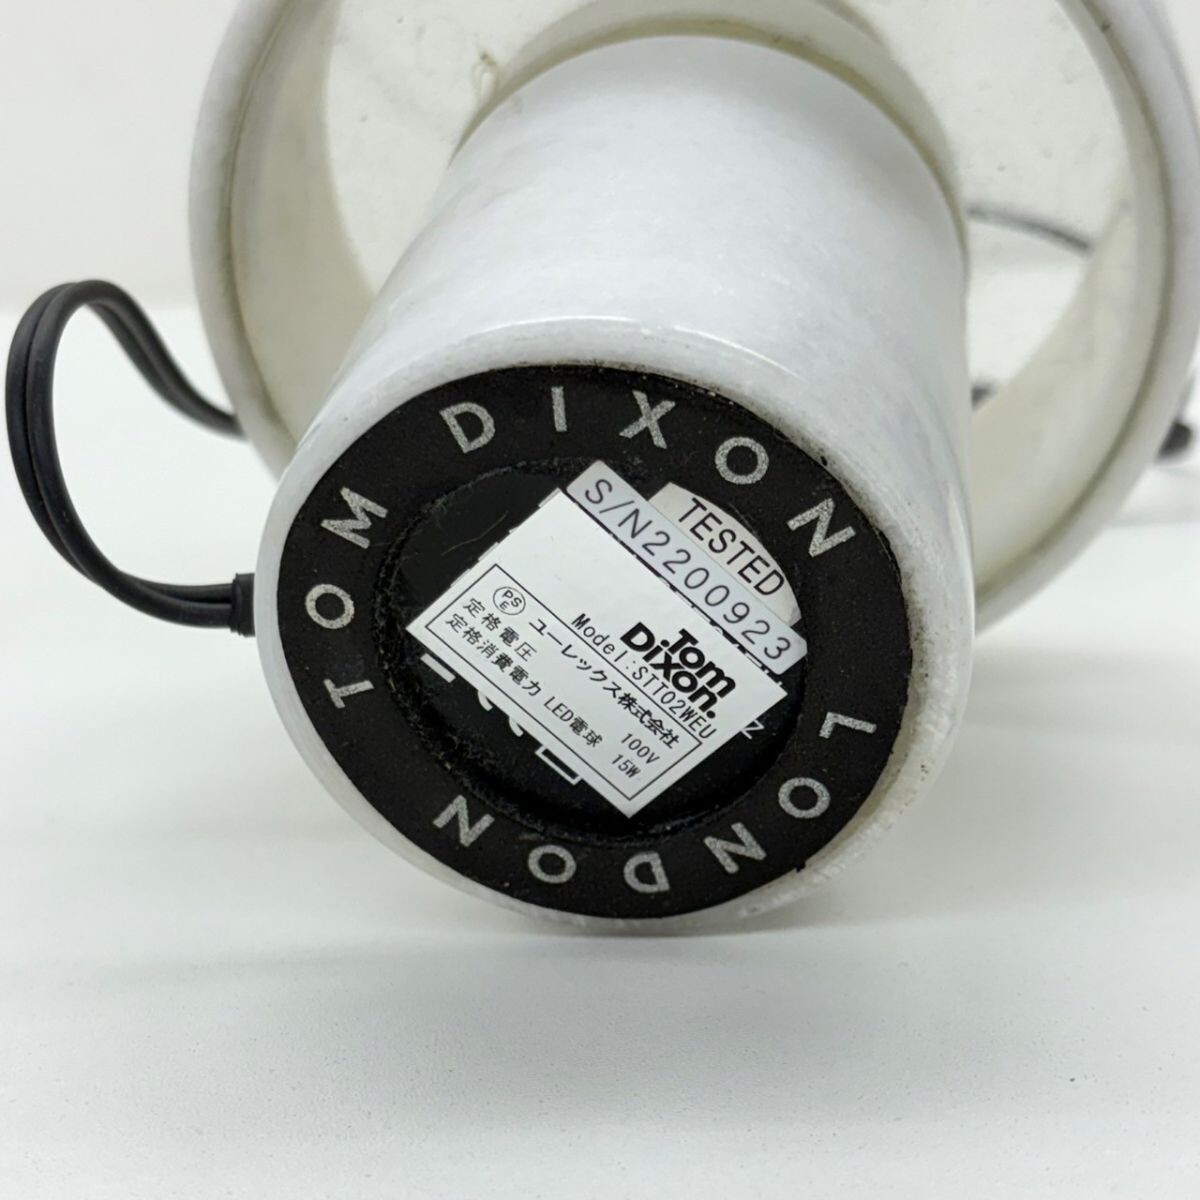 TOM DIXON LONDON
TESTED
S/N2200923
Tom
Dixon.
Model:STT02WEU
PS
E
ユーレックス株式会社
定格電圧 100V
定格消費電力 LED電球 15W